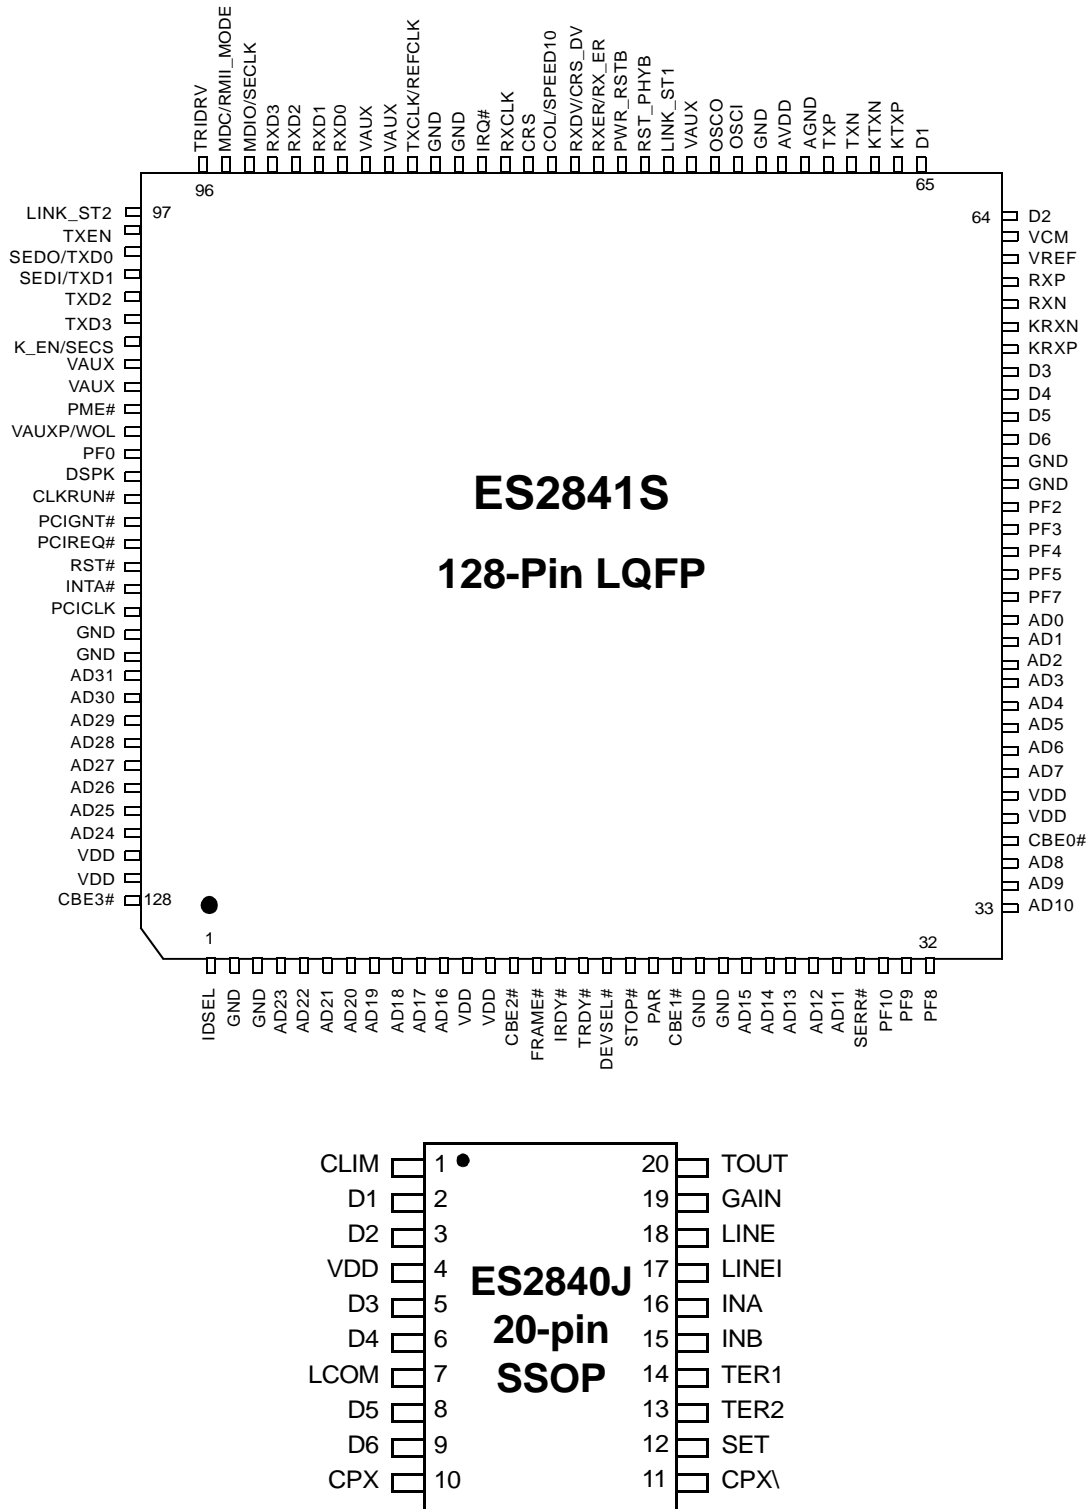 TRIDRV
MDC/RMII_MODE
MDIO/SECLK
RXD3
RXD2
RXD1
RXD0
VAUX
VAUX
TXCLK/REFCLK
GND
GND
IRQ#
RXCLK
CRS
COL/SPEED10
RXDV/CRS_DV
RXER/RX_ER
PWR_RSTB
RST_PHYB
LINK_ST1
VAUX
OSCO
OSCI
GND
AVDD
AGND
TXP
TXN
KTXN
KTXP
D1
96
65
LINK_ST2
97
TXEN
SEDO/TXD0
SEDI/TXD1
TXD2
TXD3
K_EN/SECS
VAUX
VAUX
PME#
VAUXP/WOL
PF0
DSPK
CLKRUN#
PCIGNT#
PCIREQ#
RST#
INTA#
PCICLK
GND
GND
AD31
AD30
AD29
AD28
AD27
AD26
AD25
AD24
VDD
VDD
CBE3#
128
ES2841S
128-Pin LQFP
64
D2
VCM
VREF
RXP
RXN
KRXN
KRXP
D3
D4
D5
D6
GND
GND
PF2
PF3
PF4
PF5
PF7
AD0
AD1
AD2
AD3
AD4
AD5
AD6
AD7
VDD
VDD
CBE0#
AD8
AD9
33
AD10
1
32
IDSEL
GND
GND
AD23
AD22
AD21
AD20
AD19
AD18
AD17
AD16
VDD
VDD
CBE2#
FRAME#
IRDY#
TRDY#
DEVSEL#
STOP#
PAR
CBE1#
GND
GND
AD15
AD14
AD13
AD12
AD11
SERR#
PF10
PF9
PF8
CLIM 1
D1 2
D2 3
VDD 4
D3 5
D4 6
LCOM 7
D5 8
D6 9
CPX 10
ES2840J
20-pin
SSOP
20 TOUT
19 GAIN
18 LINE
17 LINEI
16 INA
15 INB
14 TER1
13 TER2
12 SET
11 CPX\